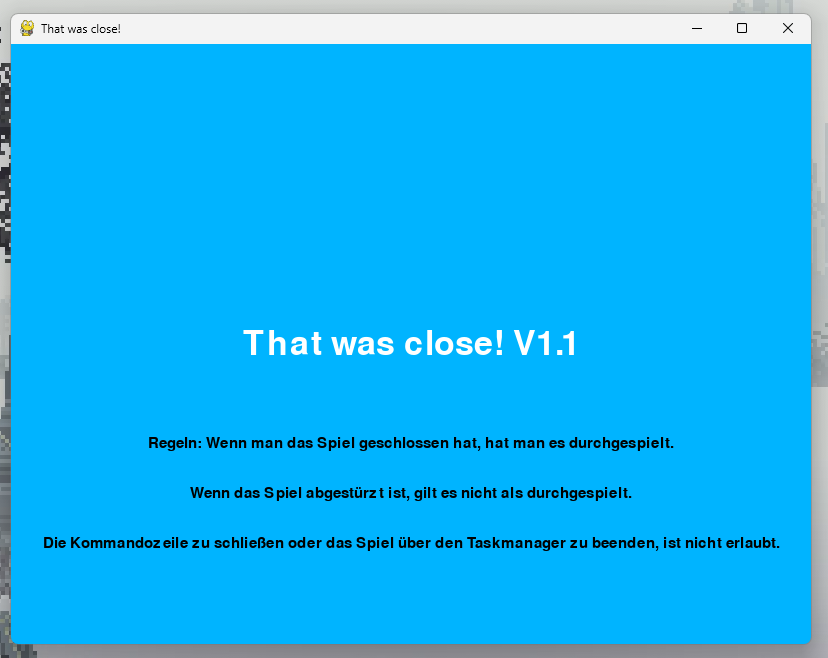 That was close!
That was close! V1.1
Regeln: Wenn man das Spiel geschlossen hat, hat man es durchgespielt.
Wenn das Spiel abgestürzt ist, gilt es nicht als durchgespielt.
Die Kommandozeile zu schließen oder das Spiel über den Taskmanager zu beenden, ist nicht erlaubt.